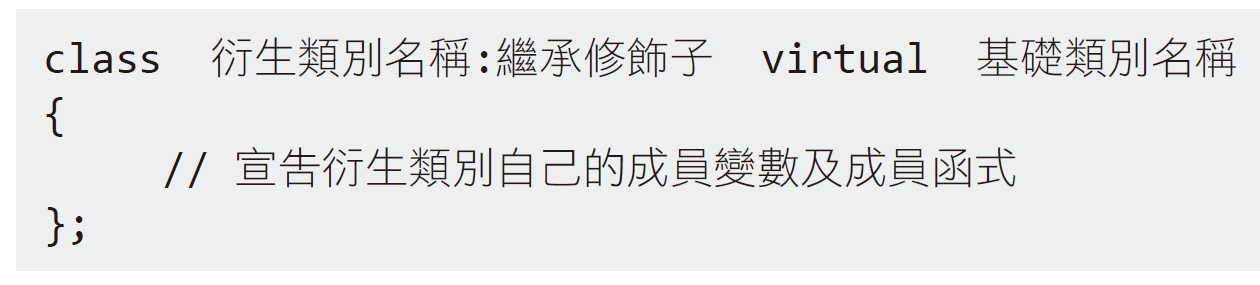 class 衍生類別名稱:繼承修飾子 virtual 基礎類別名稱
{
// 宣告衍生類別自己的成員變數及成員函式
};